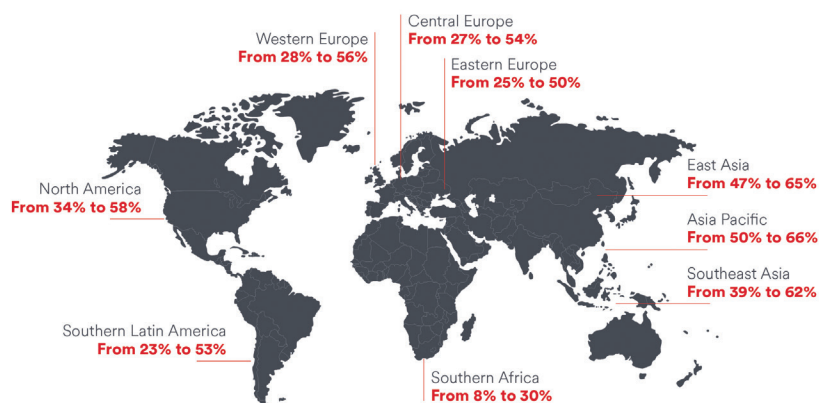 Central Europe
From 27% to 54%
Western Europe
From 28% to 56%
Eastern Europe
From 25% to 50%
North America
From 34% to 58%
East Asia
From 47% to 65%
Asia Pacific
From 50% to 66%
Southeast Asia
From 39% to 62%
Southern Latin America
From 23% to 53%
Southern Africa
From 8% to 30%